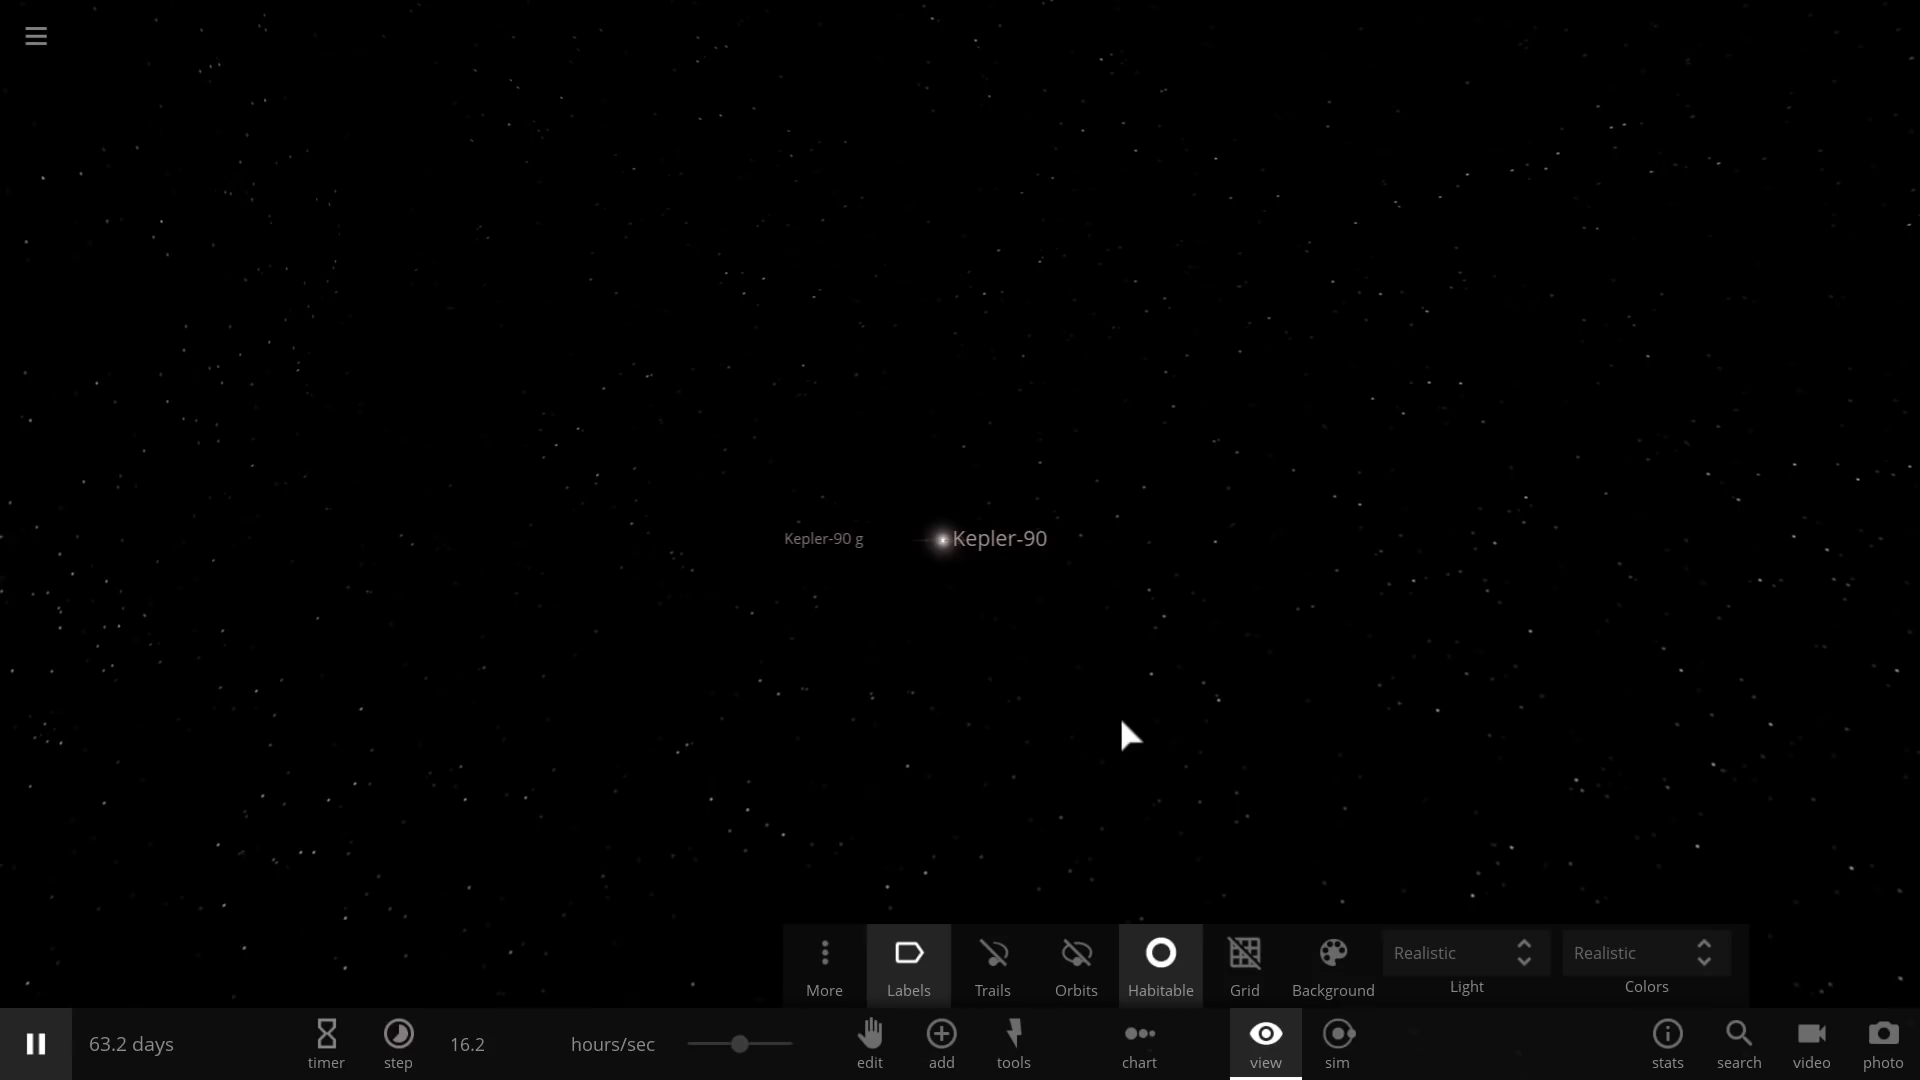 Kepler-90 g
Kepler-90
More
Labels
Trails
Orbits
Habitable
Grid
Background
Realistic
Light
Realistic
Colors
63.2 days
timer
step
16.2
hours/sec
edit
add
tools
chart
view
sim
stats
search
video
photo